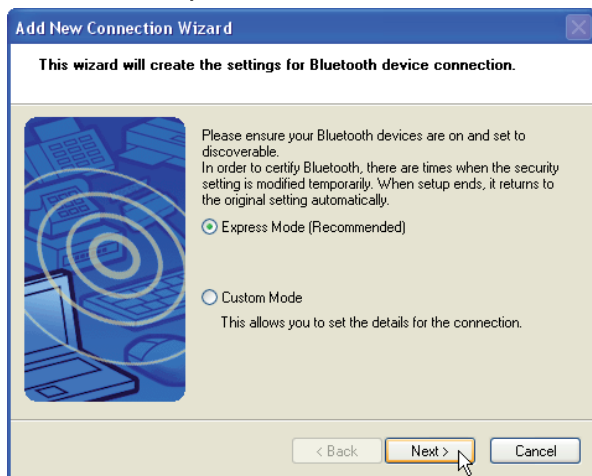 Add New Connection Wizard
This wizard will create the settings for Bluetooth device connection.
Please ensure your Bluetooth devices are on and set to
discoverable.
In order to certify Bluetooth, there are times when the security
setting is modified temporarily. When setup ends, it returns to
the original setting automatically.
Express Mode (Recommended)
Custom Mode
This allows you to set the details for the connection.
< Back Next > Cancel